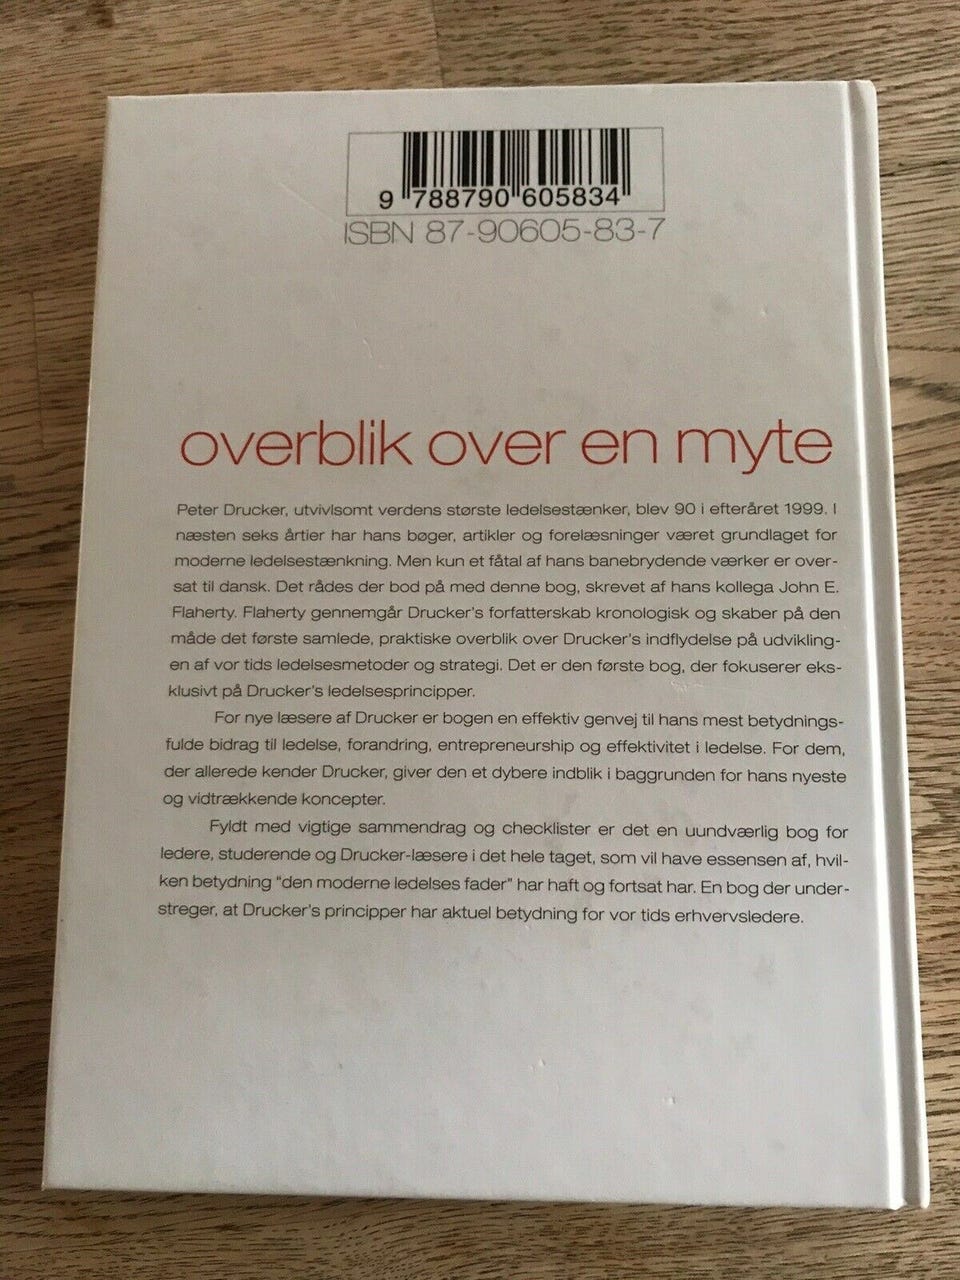 9 788790 605834
ISBN 87-90605-83-7
overblik over en myte
Peter Drucker, utvivlsomt verdens største ledelsestænker, blev 90 i efteråret 1999. I
næsten seks årtier har hans bøger, artikler og forelæsninger været grundlaget for
moderne ledelsestænkning. Men kun et fåtal af hans banebrydende værker er over-
sat til dansk. Det rådes der bod på med denne bog, skrevet af hans kollega John E.
Flaherty. Flaherty gennemgår Drucker's forfatterskab kronologisk og skaber på den
måde det første samlede, praktiske overblik over Drucker's indflydelse på udvikling-
en af vor tids ledelsesmetoder og strategi. Det er den første bog, der fokuserer eks-
klusivt på Drucker's ledelsesprincipper.
For nye læsere af Drucker er bogen en effektiv genvej til hans mest betydnings-
fulde bidrag til ledelse, forandring, entrepreneurship og effektivitet i ledelse. For dem,
der allerede kender Drucker, giver den et dybere indblik i baggrunden for hans nyeste
og vidtrækkende koncepter.
Fyldt med vigtige sammendrag og checklister er det en uundværlig bog for
ledere, studerende og Drucker-læsere i det hele taget, som vil have essensen af, hvil-
ken betydning "den moderne ledelses fader" har haft og fortsat har. En bog der under-
streger, at Drucker's principper har aktuel betydning for vor tids erhvervsledere.